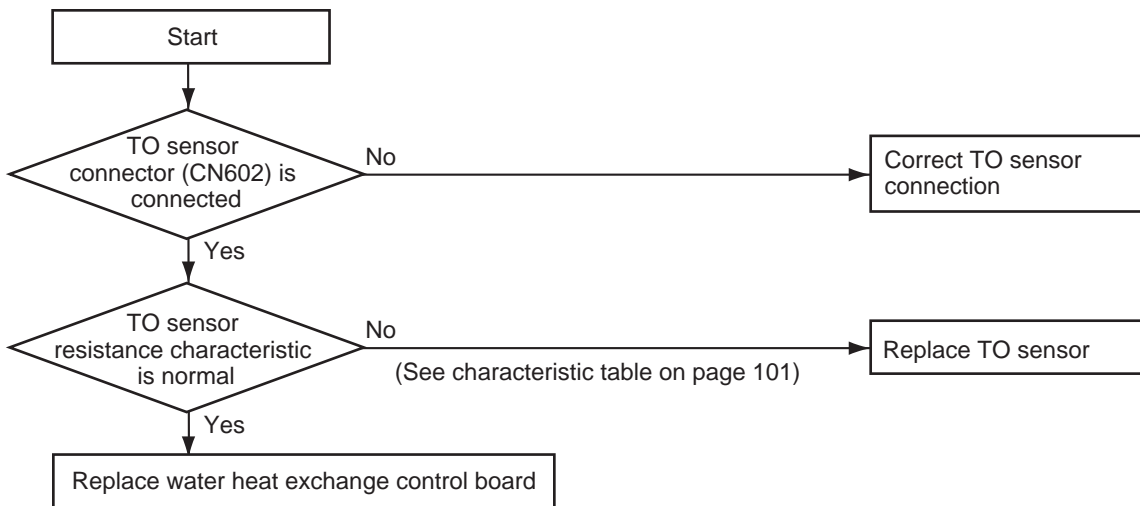 Start
TO sensor
connector (CN602) is
connected
No
Correct TO sensor
connection
Yes
TO sensor
resistance characteristic
is normal
No
(See characteristic table on page 101)
Replace TO sensor
Yes
Replace water heat exchange control board